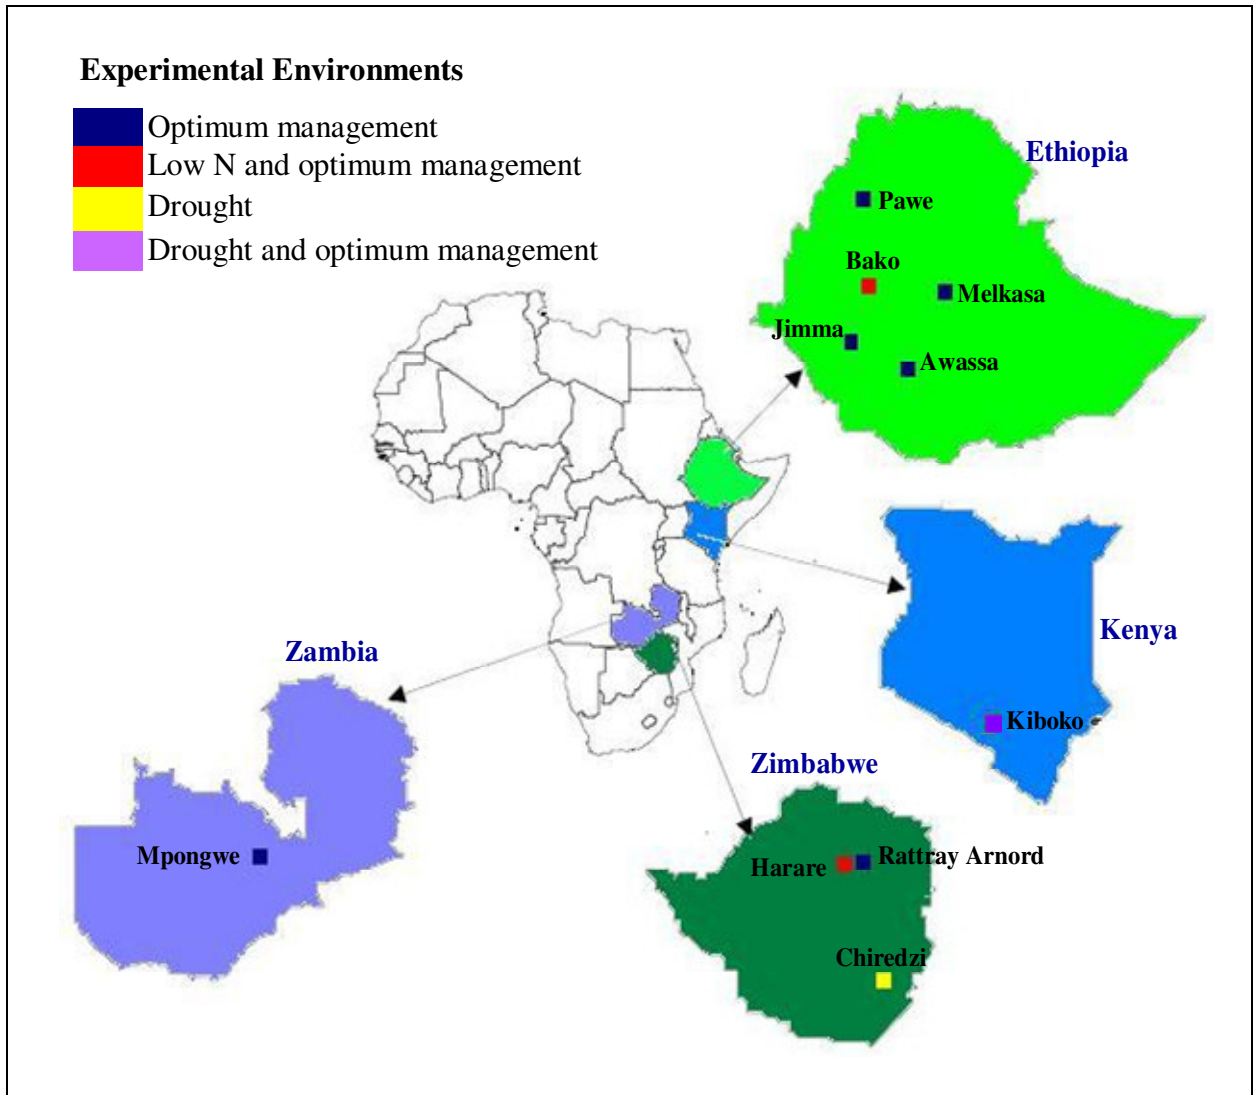 Experimental Environments
Optimum management
Low N and optimum management
Drought
Drought and optimum management
Ethiopia
Pawe
Bako
Melkasa
Jimma
Awassa
Kenya
Kiboko
Zambia
Mpongwe
Zimbabwe
Harare
Rattray Arnord
Chiredzi